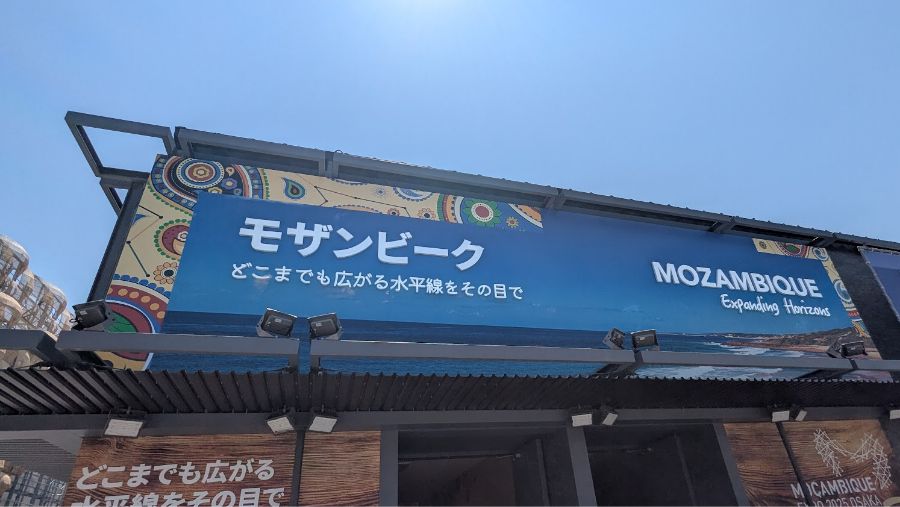 モザンビーク
どこまでも広がる水平線をその目で
MOZAMBIQUE
Expanding Horizons
どこまでも広がる
水平線をその目で
MOÇAMBIQUE
EXPO 2025 OSAKA